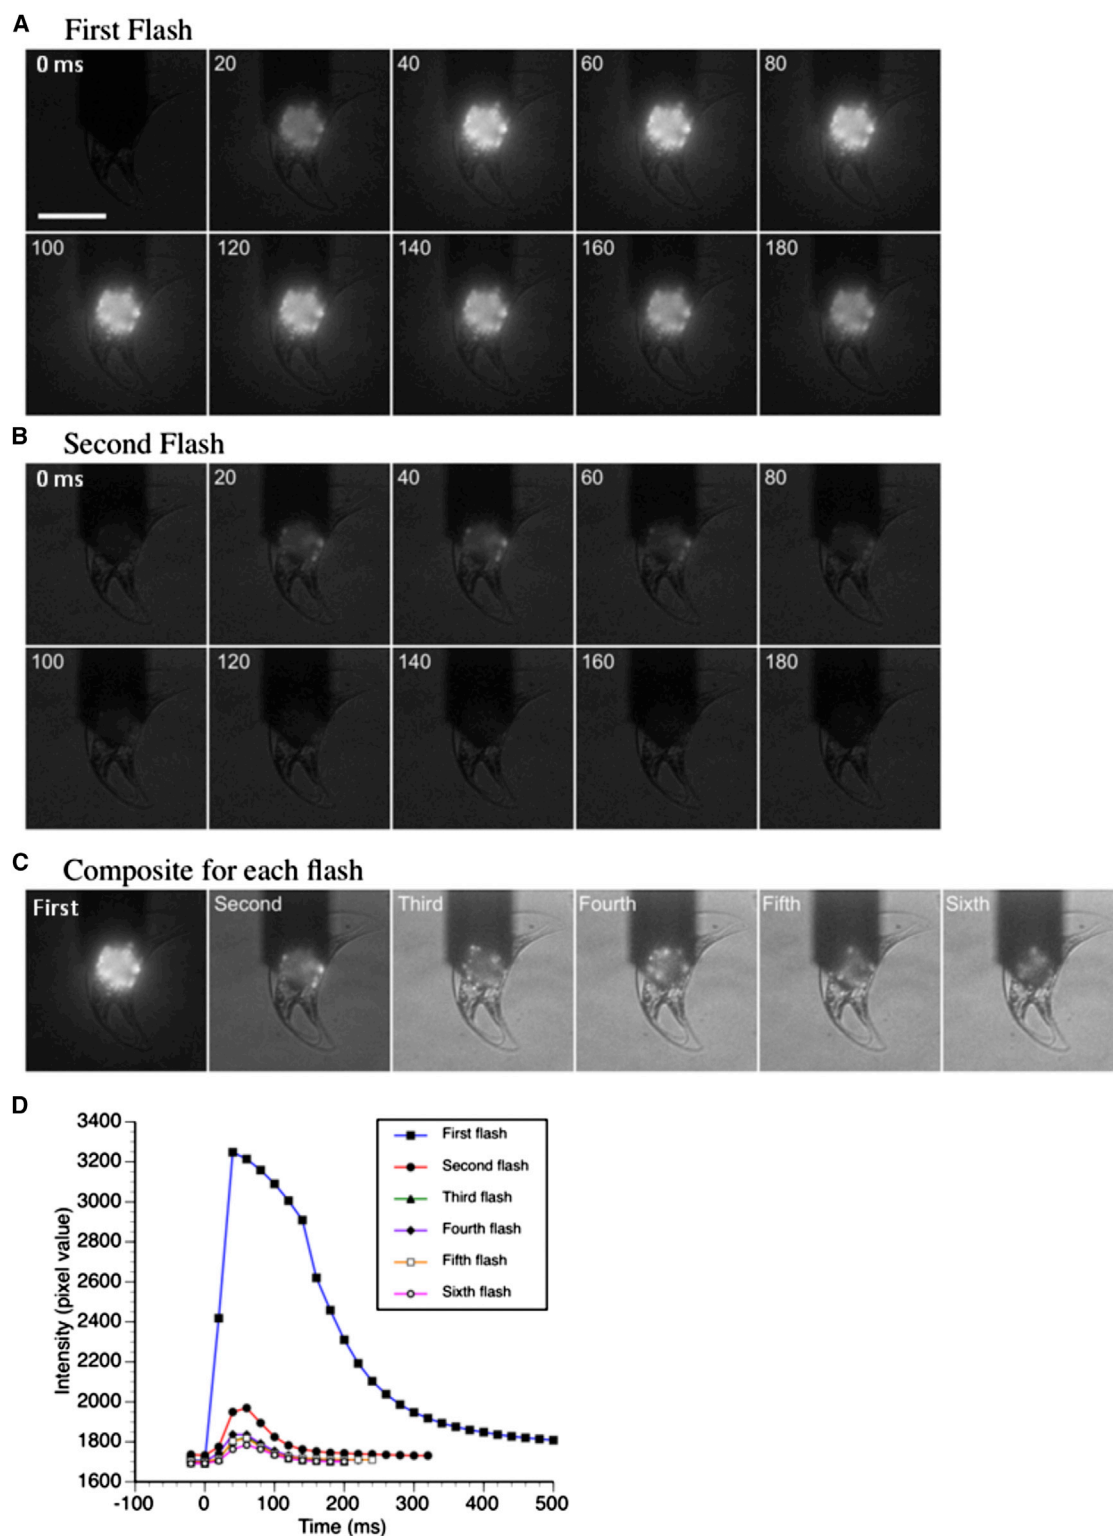 A First Flash
0 ms 20 40 60 80
100 120 140 160 180
B Second Flash
0 ms 20 40 60 80
100 120 140 160 180
C Composite for each flash
First Second Third Fourth Fifth Sixth
D
3400
3200
3000
2800
2600
2400
2200
2000
1800
1600
Intensity (pixel value)
First flash
Second flash
Third flash
Fourth flash
Fifth flash
Sixth flash
-100 0 100 200 300 400 500
Time (ms)